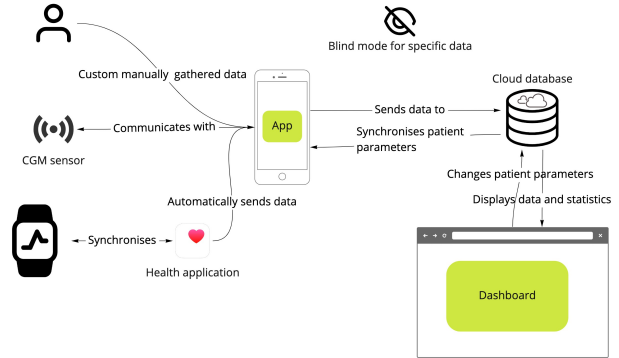 Blind mode for specific data
Custom manually gathered data
Cloud database
App
Sends data to
Communicates with
Synchronises patient
parameters
CGM sensor
Changes patient parameters
Automatically sends data
Displays data and statistics
Synchronises
Health application
Dashboard